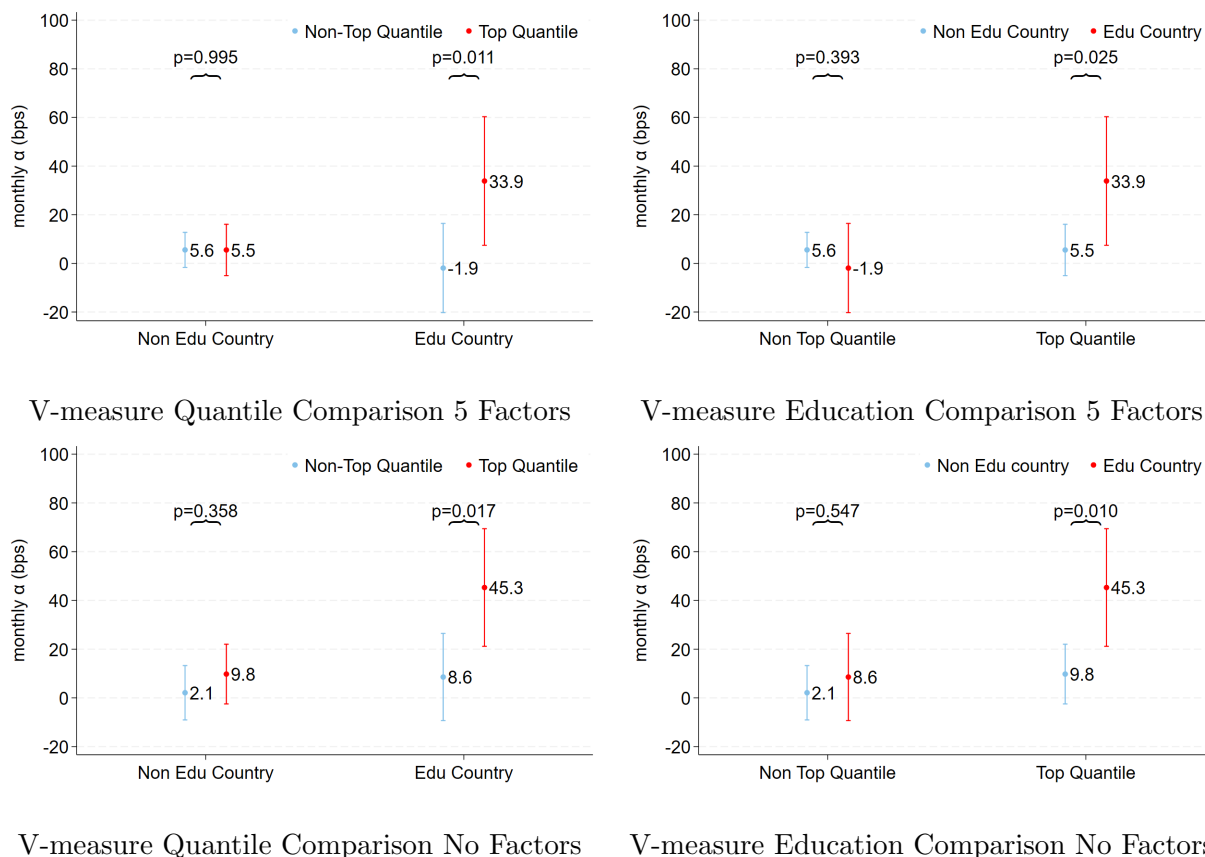 100
80
60
40
20
0
-20
monthly α (bps)
Non-Top Quantile
Top Quantile
p=0.995
p=0.011
5.6
5.5
-1.9
33.9
Non Edu Country
Edu Country
V-measure Quantile Comparison 5 Factors
100
80
60
40
20
0
-20
monthly α (bps)
Non Edu Country
Edu Country
p=0.393
p=0.025
5.6
-1.9
5.5
33.9
Non Top Quantile
Top Quantile
V-measure Education Comparison 5 Factors
100
80
60
40
20
0
-20
monthly α (bps)
Non-Top Quantile
Top Quantile
p=0.358
p=0.017
2.1
9.8
8.6
45.3
Non Edu Country
Edu Country
V-measure Quantile Comparison No Factors
100
80
60
40
20
0
-20
monthly α (bps)
Non Edu country
Edu Country
p=0.547
p=0.010
2.1
8.6
9.8
45.3
Non Top Quantile
Top Quantile
V-measure Education Comparison No Factors